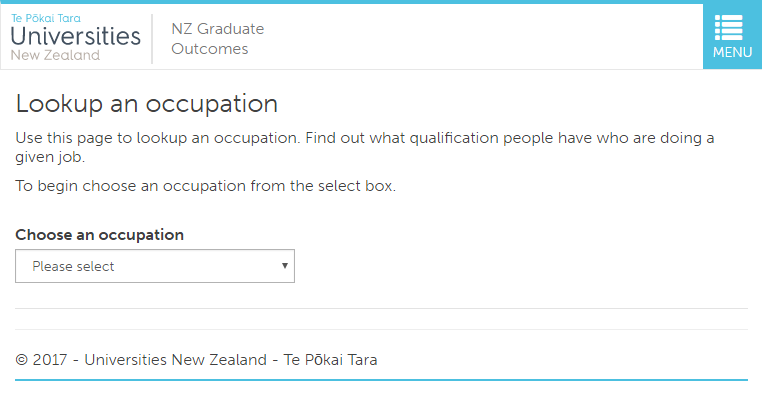 Te Pōkai Tara
Universities
New Zealand
NZ Graduate
Outcomes
MENU
Lookup an occupation
Use this page to lookup an occupation. Find out what qualification people have who are doing a
given job.
To begin choose an occupation from the select box.
Choose an occupation
Please select
© 2017 - Universities New Zealand - Te Pōkai Tara